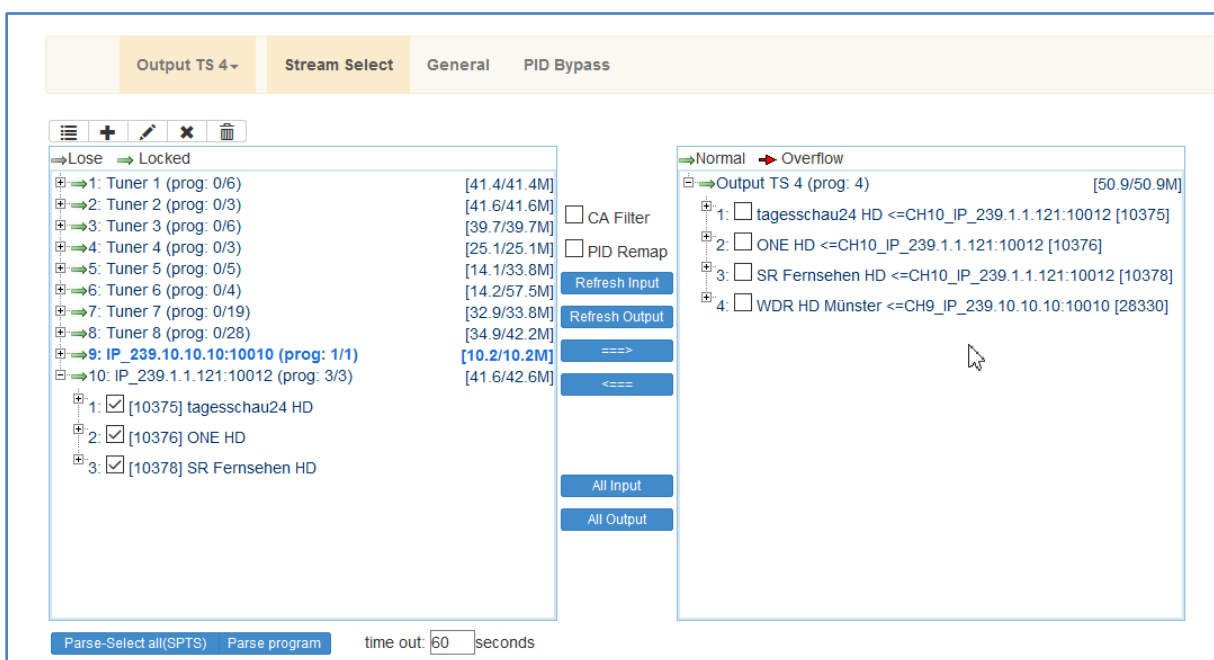 Output TS 4 Stream Select General PID Bypass
Lose Locked
1: Tuner 1 (prog: 0/6) [41.4/41.4M]
2: Tuner 2 (prog: 0/3) [41.6/41.6M]
3: Tuner 3 (prog: 0/6) [39.7/39.7M]
4: Tuner 4 (prog: 0/3) [25.1/25.1M]
5: Tuner 5 (prog: 0/5) [14.1/33.8M]
6: Tuner 6 (prog: 0/4) [14.2/57.5M]
7: Tuner 7 (prog: 0/19) [32.9/33.8M]
8: Tuner 8 (prog: 0/28) [34.9/42.2M]
9: IP_239.10.10.10:10010 (prog: 1/1) [10.2/10.2M]
10: IP_239.1.1.121:10012 (prog: 3/3) [41.6/42.6M]
1: [10375] tagesschau24 HD
2: [10376] ONE HD
3: [10378] SR Fernsehen HD
CA Filter
PID Remap
Refresh Input
Refresh Output
===>
<===
All Input
All Output
Normal Overflow
Output TS 4 (prog: 4) [50.9/50.9M]
1: tagesschau24 HD <=CH10_IP_239.1.1.121:10012 [10375]
2: ONE HD <=CH10_IP_239.1.1.121:10012 [10376]
3: SR Fernsehen HD <=CH10_IP_239.1.1.121:10012 [10378]
4: WDR HD Münster <=CH9_IP_239.10.10.10:10010 [28330]
Parse-Select all(SPTS) Parse program time out: 60 seconds